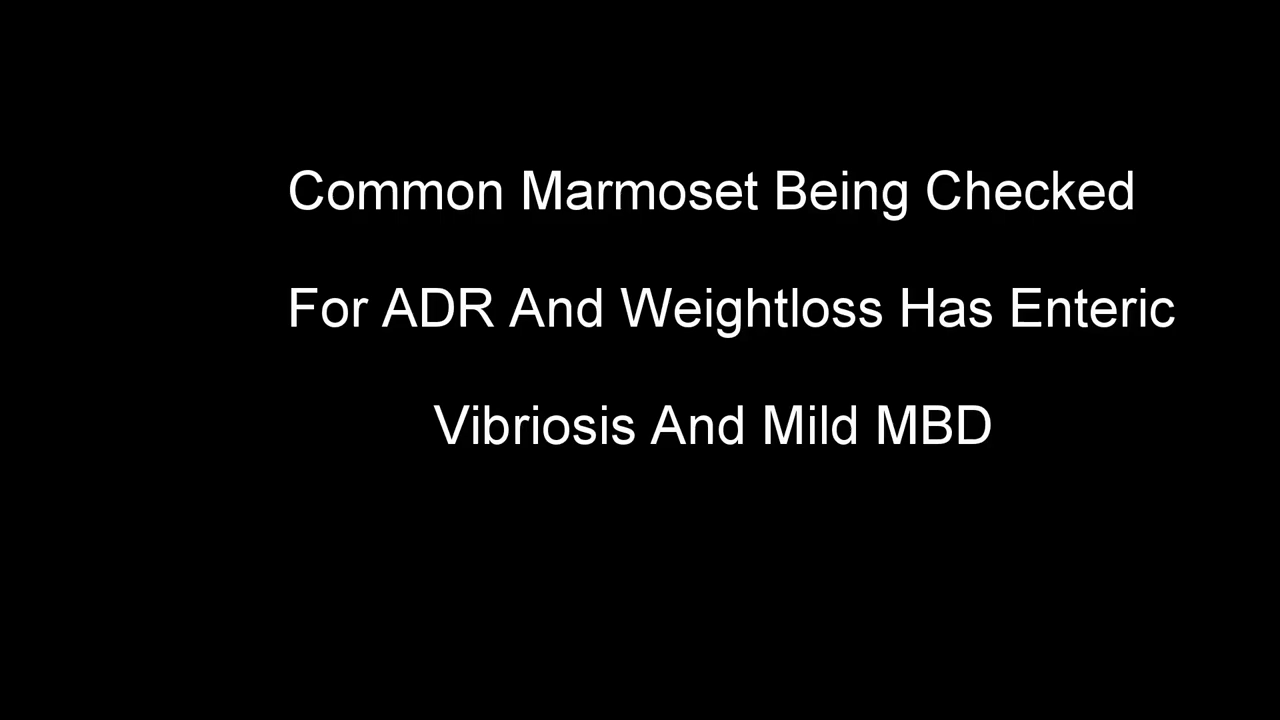 Common Marmoset Being Checked
For ADR And Weightloss Has Enteric
Vibriosis And Mild MBD